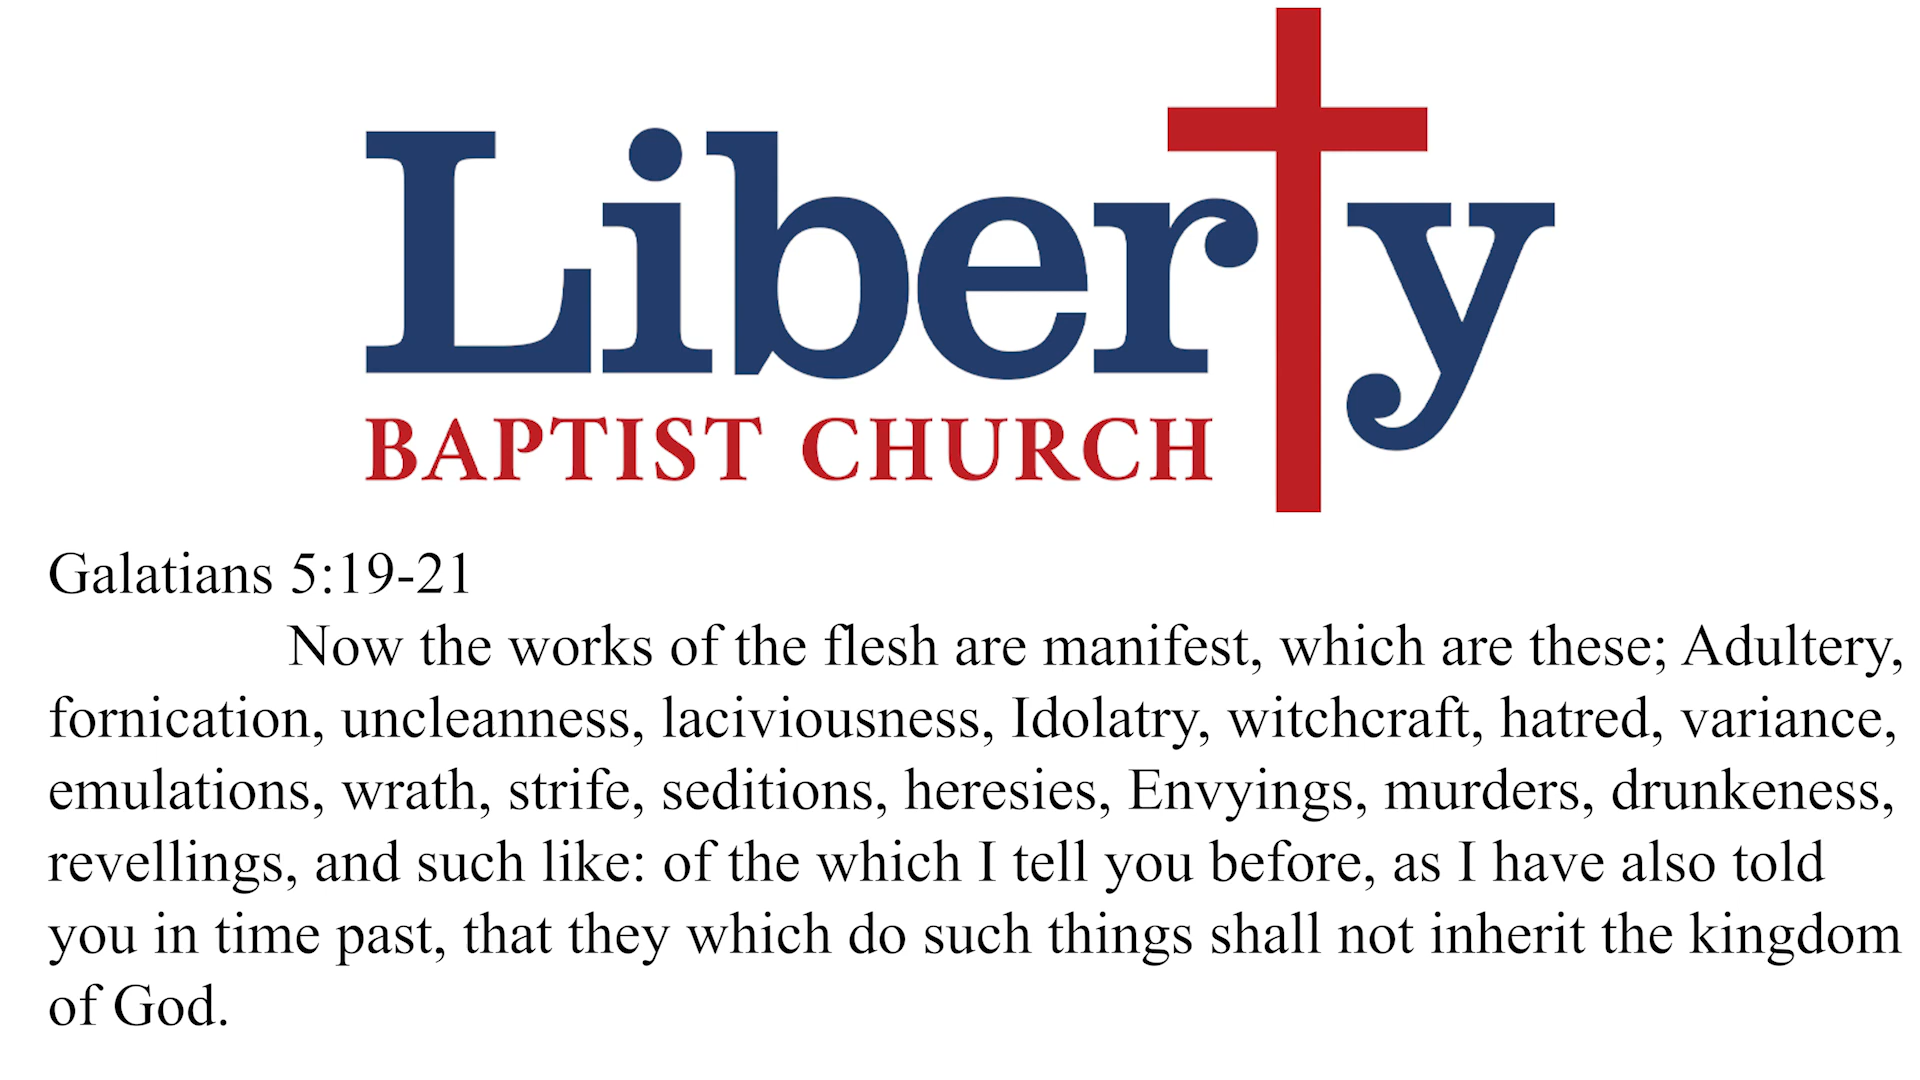 Liberty
BAPTIST CHURCH
Galatians 5:19-21
Now the works of the flesh are manifest, which are these; Adultery,
fornication, uncleanness, laciviousness, Idolatry, witchcraft, hatred, variance,
emulations, wrath, strife, seditions, heresies, Envyings, murders, drunkeness,
revellings, and such like: of the which I tell you before, as I have also told
you in time past, that they which do such things shall not inherit the kingdom
of God.